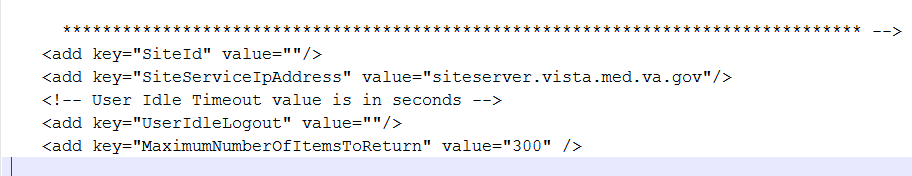 ******************************************************************************** -->
<add key="SiteId" value=""/>
<add key="SiteServiceIpAddress" value="siteserver.vista.med.va.gov"/>
<!-- User Idle Timeout value is in seconds -->
<add key="UserIdleLogout" value=""/>
<add key="MaximumNumberOfItemsToReturn" value="300" />